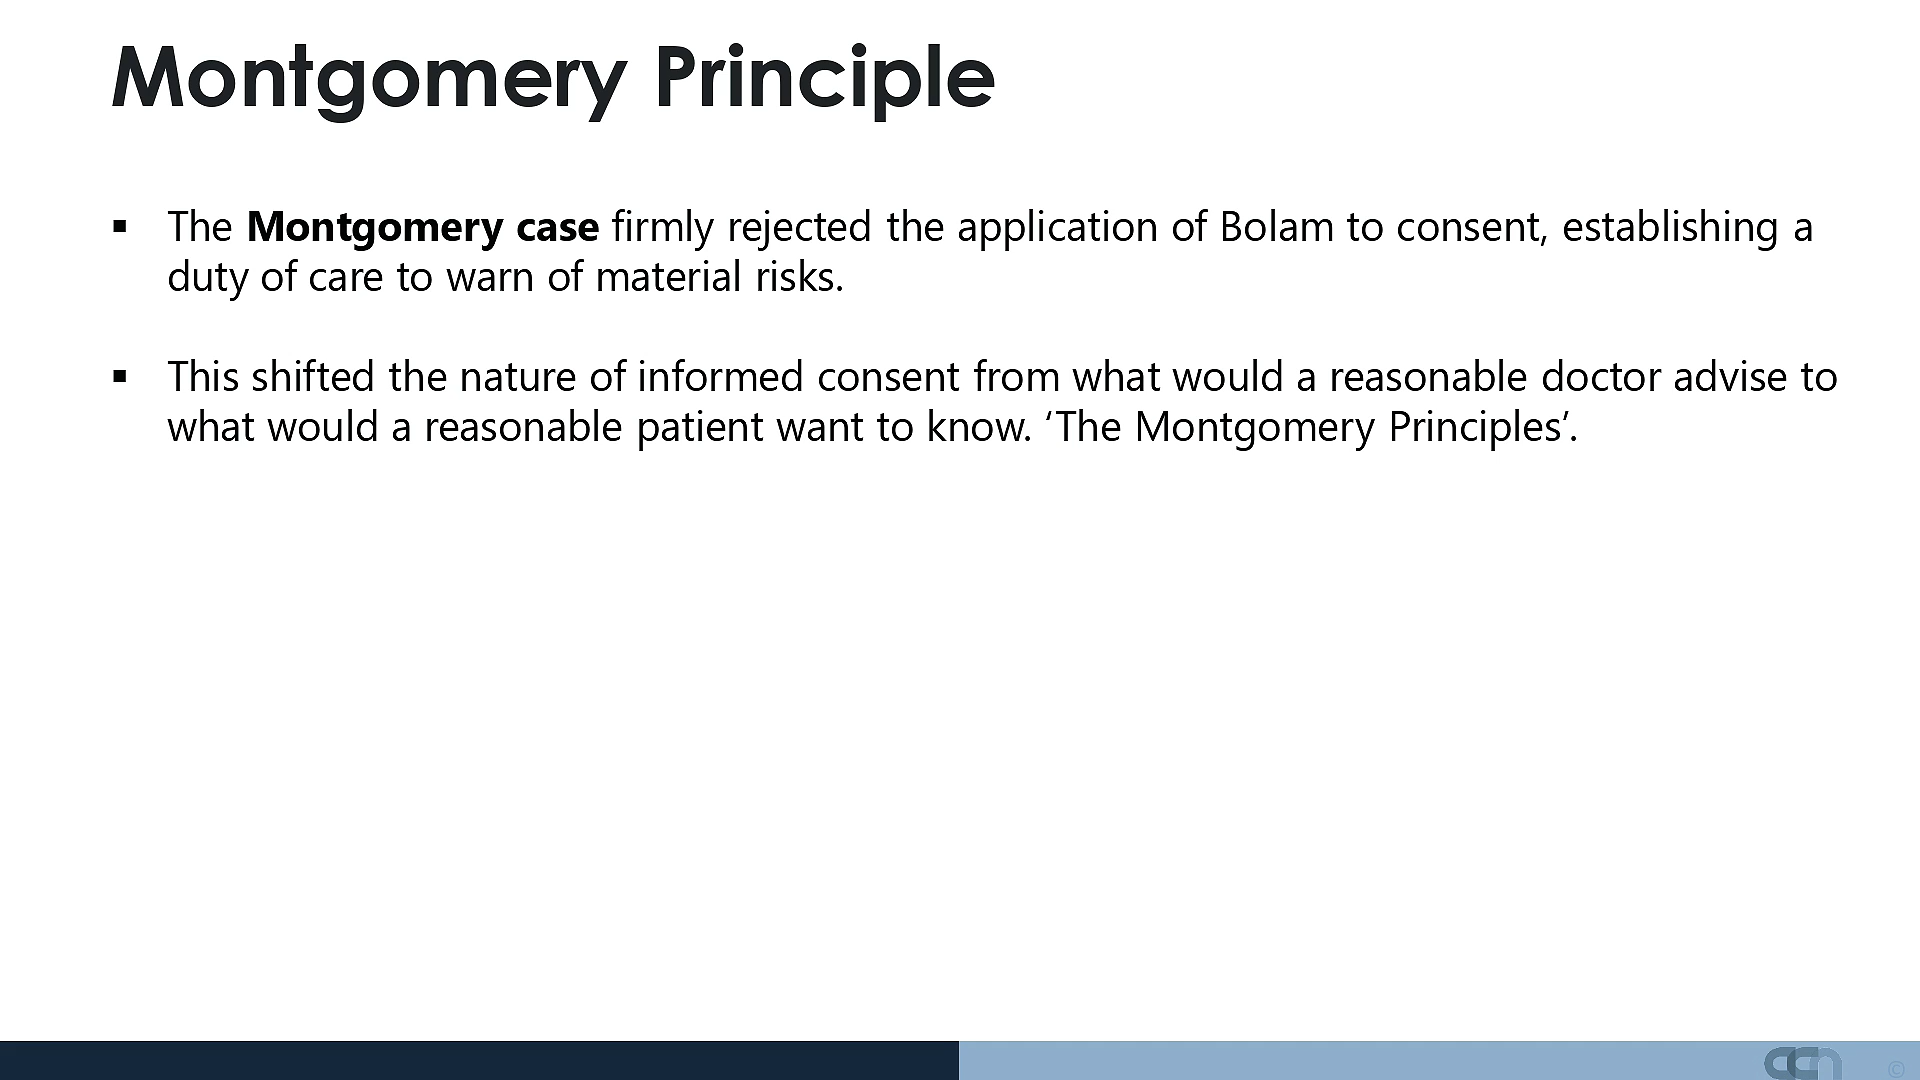 Montgomery Principle
▪ The Montgomery case firmly rejected the application of Bolam to consent, establishing a
duty of care to warn of material risks.
▪ This shifted the nature of informed consent from what would a reasonable doctor advise to
what would a reasonable patient want to know. ‘The Montgomery Principles’.
ccn
©